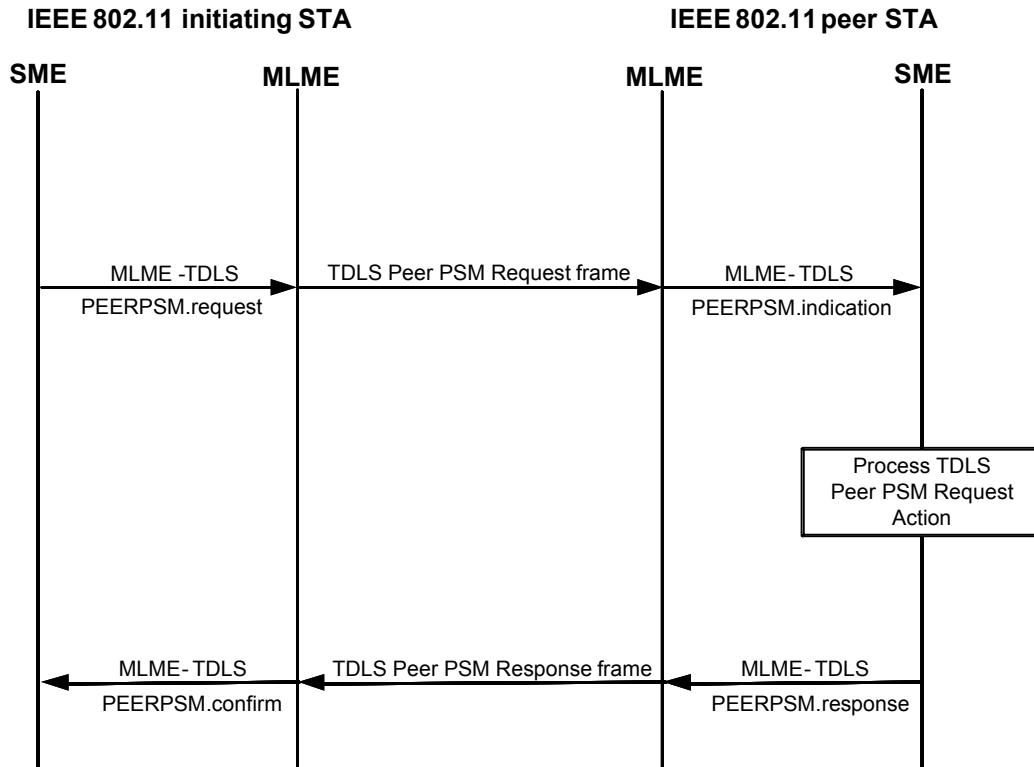 IEEE 802.11 initiating STA
IEEE 802.11 peer STA
SME
MLME
MLME
SME
MLME -TDLS
PEERPSM.request
TDLS Peer PSM Request frame
MLME- TDLS
PEERPSM.indication
Process TDLS
Peer PSM Request
Action
MLME- TDLS
PEERPSM.confirm
TDLS Peer PSM Response frame
MLME- TDLS
PEERPSM.response